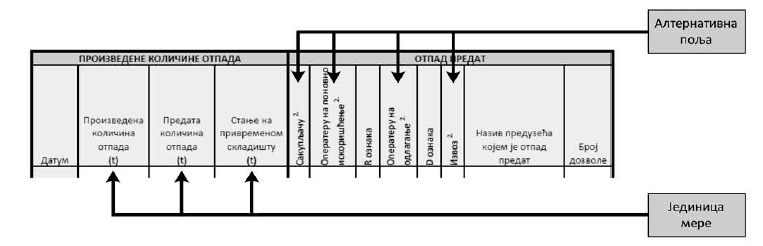 Алтернативна
поља
ПРОИЗВЕДЕНЕ КОЛИЧИНЕ ОТПАДА
ОТПАД ПРЕДАТ
Датум
Произведена
количина
отпада
(t)
Предата
количина
отпада
(t)
Стање на
привременом
складишту
(t)
Сакупљачу 2.
Оператеру на поновно
искоришћење 2.
R ознака
Оператеру на
одлагање 2.
D ознака
Извоз 2.
Назив предузећа
којем је отпад
предат
Број
дозволе
Јединица
мере